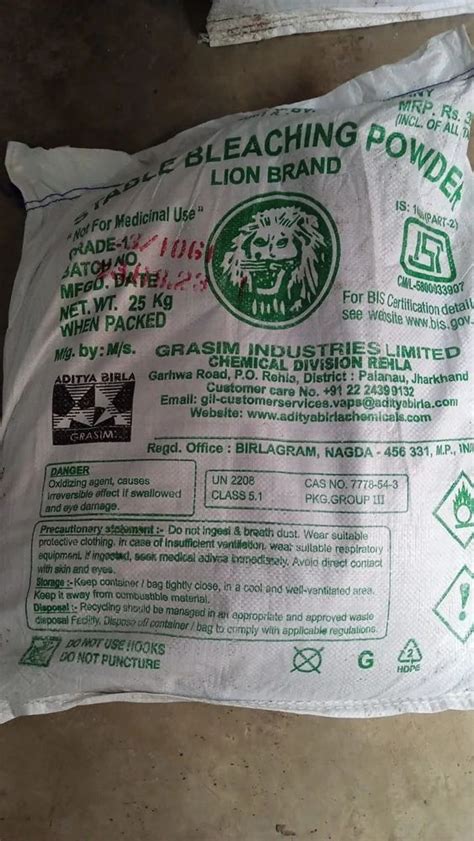 MRP. Rs.
(INCL. OF ALL
STABLE BLEACHING POWDER
LION BRAND
"Not For Medicinal Use"
IS:
(PART-2)
GRADE-1
BATCH NO.
MFGD. DATE
NET. WT. 25 Kg
WHEN PACKED
CM/L-5800033907
For BIS Certification detail
see website www.bis.gov.
Mfg. by: M/s. GRASIM INDUSTRIES LIMITED
CHEMICAL DIVISION REHLA
Garhwa Road, P.O. Rehla, District : Palanau, Jharkhand
Customer care No. +91 22 24399132
Email: gil-customerservices.vaps@adityabirla.com
Website: www.adityabirlachemicals.com
ADITYA BIRLA
GRASIM
Regd. Office : BIRLAGRAM, NAGDA - 456 331, M.P., IN
DANGER
Oxidizing agent, causes
irreversible effect if swallowed
and eye damage.
UN 2208 CAS NO. 7778-54-3
CLASS 5.1 PKG.GROUP III
Precautionary statement :- Do not ingest & breath dust. Wear suitable
protective clothing. In case of insufficient ventilation, wear suitable respiratory
equipment. If ingested, seek medical advice immediately. Avoid direct contact
with skin and eyes.
Storage :- Keep container / bag tightly close, in a cool and well-ventilated area.
Keep it away from combustible material.
Disposal :- Recycling should be managed in an appropriate and approved waste
disposal Facility. Dispose off container / bag to comply with applicable regulations.
DO NOT USE HOOKS
DO NOT PUNCTURE
G
2
HDPE